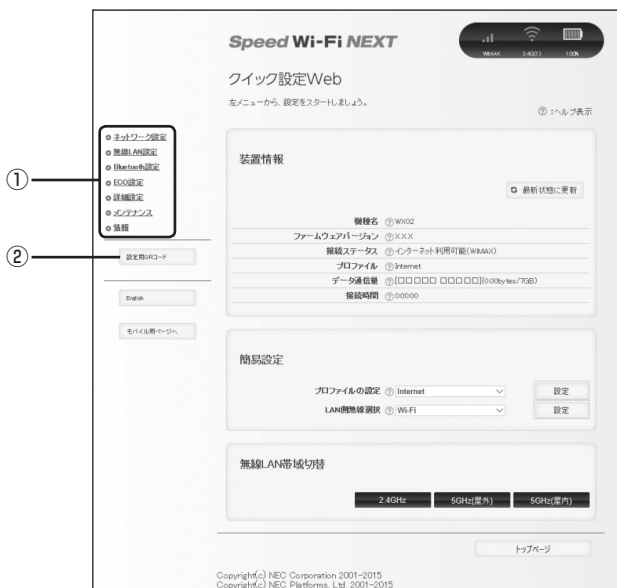 Speed Wi-Fi NEXT
WiMAX 2.4G(B) 100%
クイック設定Web
左メニューから、設定をスタートしましょう。
?:ヘルプ表示
①
ネットワーク設定
無線LAN設定
Bluetooth設定
ECO設定
詳細設定
メンテナンス
情報
②
設定用QRコード
English
モバイル用ページへ
装置情報
最新状態に更新
機種名 ? WX02
ファームウェアバージョン ? X.X.X
接続ステータス ? インターネット利用可能(WiMAX)
プロファイル ? Internet
データ通信量 ? [□□□□□ □□□□□](0.00bytes/7GB)
接続時間 ? 0:00:00
簡易設定
プロファイルの設定 ? Internet 設定
LAN側無線選択 ? Wi-Fi 設定
無線LAN帯域切替
2.4GHz 5GHz(屋外) 5GHz(屋内)
トップページ
Copyright(c) NEC Corporation 2001-2015
Copyright(c) NEC Platforms, Ltd. 2001-2015